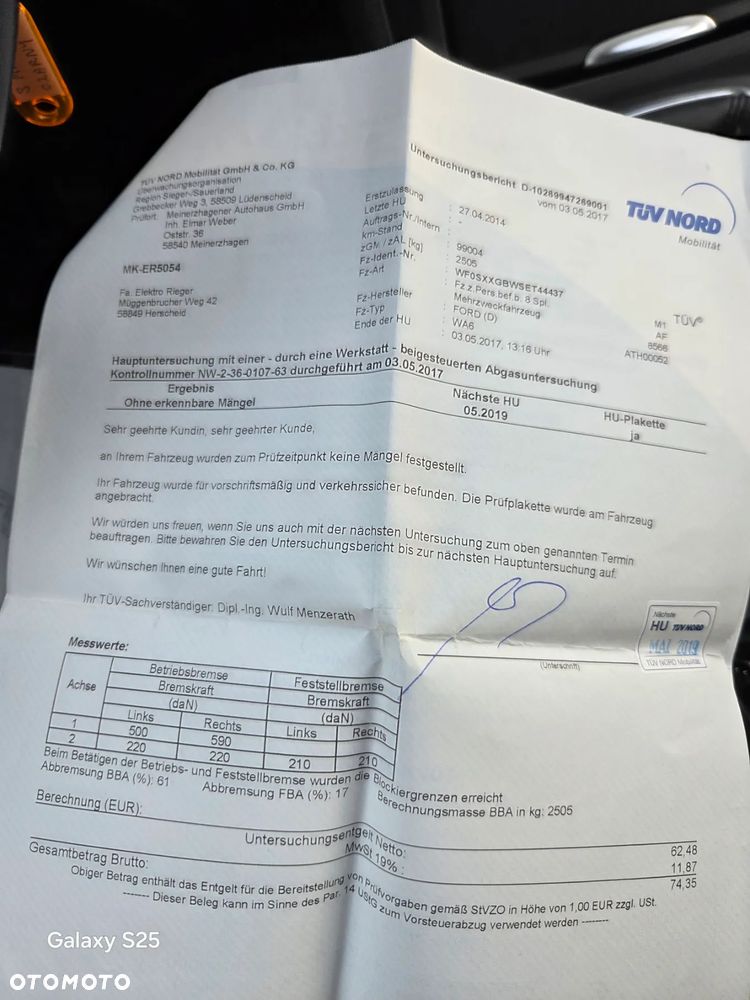 TÜV NORD Mobilität GmbH & Co. KG
Überwachungsorganisation
Region Sieger-/Sauerland
Grebbecker Weg 3, 58509 Lüdenscheid
Prüfort: Meinerzhagener Autohaus GmbH
Inh. Elmar Weber
Oststr. 36
58540 Meinerzhagen
MK-ER5054
Fa. Elektro Rieger
Müggenbrucher Weg 42
58849 Herscheid
Untersuchungsbericht D-10289947269001
vom 03.05.2017
TÜV NORD
Mobilität
Erstzulassung : 27.04.2014
Letzte HU : -
Auftrags-Nr./Intern :
km-Stand : 99004
zGM / zAL [kg] : 2505
Fz-Ident.-Nr. : WF0SXXGBWSET44437
Fz-Art : Fz.z.Pers.bef.b. 8 Spl. M1
Mehrzweckfahrzeug AF
Fz-Hersteller : FORD (D) 8566
Fz-Typ : WA6 ATH00052
Ende der HU : 03.05.2017, 13:16 Uhr
TÜV®
Hauptuntersuchung mit einer - durch eine Werkstatt - beigesteuerten Abgasuntersuchung
Kontrollnummer NW-2-36-0107-63 durchgeführt am 03.05.2017
Ergebnis Nächste HU HU-Plakette
Ohne erkennbare Mängel 05.2019 ja
Sehr geehrte Kundin, sehr geehrter Kunde,
an Ihrem Fahrzeug wurden zum Prüfzeitpunkt keine Mängel festgestellt.
Ihr Fahrzeug wurde für vorschriftsmäßig und verkehrssicher befunden. Die Prüfplakette wurde am Fahrzeug
angebracht.
Wir würden uns freuen, wenn Sie uns auch mit der nächsten Untersuchung zum oben genannten Termin
beauftragen. Bitte bewahren Sie den Untersuchungsbericht bis zur nächsten Hauptuntersuchung auf.
Wir wünschen Ihnen eine gute Fahrt!
Ihr TÜV-Sachverständiger: Dipl.-Ing. Wulf Menzerath
(Unterschrift)
Nächste
HU TÜV NORD
MAI 2019
TÜV NORD Mobilität
Messwerte:
Achse Betriebsbremse Feststellbremse
Bremskraft Bremskraft
(daN) (daN)
Links Rechts Links Rechts
1 500 590
2 220 220 210 210
Beim Betätigen der Betriebs- und Feststellbremse wurden die Blockiergrenzen erreicht
Abbremsung BBA (%): 61 Abbremsung FBA (%): 17 Berechnungsmasse BBA in kg: 2505
Berechnung (EUR):
Untersuchungsentgelt Netto: 62,48
MwSt 19% : 11,87
Gesamtbetrag Brutto: 74,35
Obiger Betrag enthält das Entgelt für die Bereitstellung von Prüfvorgaben gemäß StVZO in Höhe von 1,00 EUR zzgl. USt.
------- Dieser Beleg kann im Sinne des Par. 14 UStG zum Vorsteuerabzug verwendet werden --------
Galaxy S25
OTOMOTO